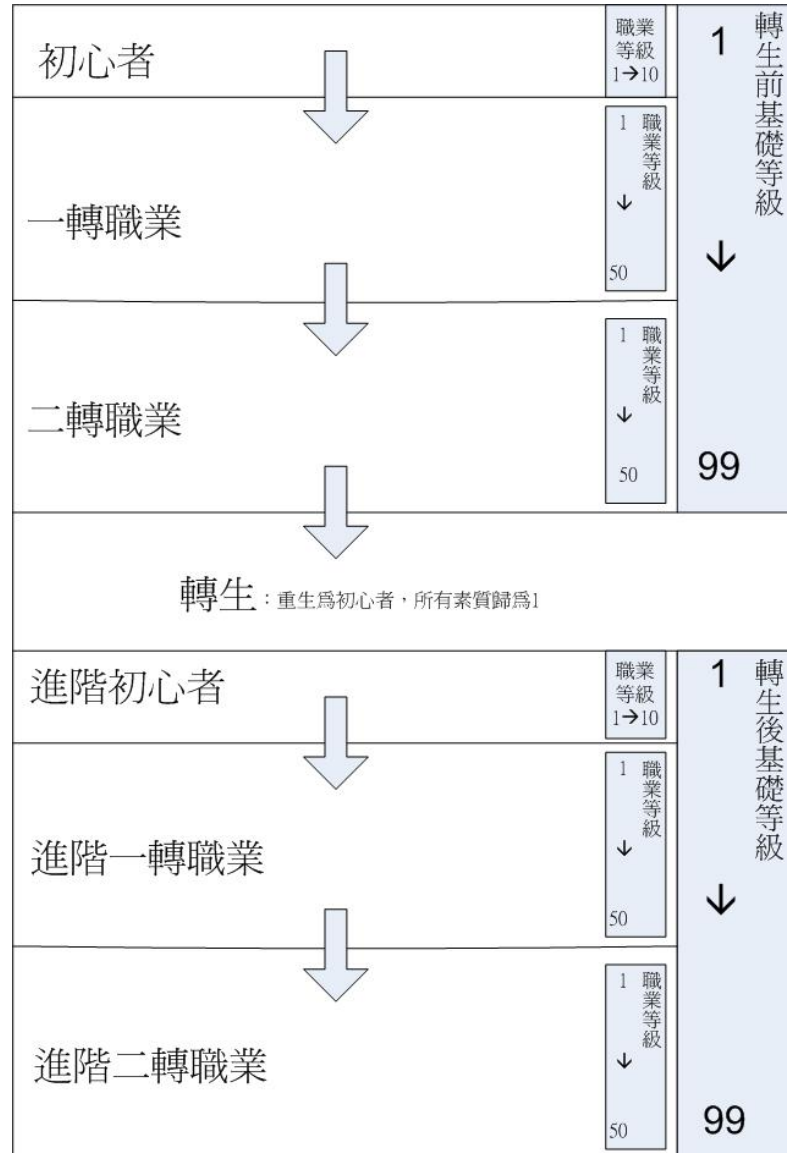 初心者
職業
等級
1→10
1
轉生前基礎等級
↓
99
一轉職業
1
職業等級
↓
50
二轉職業
1
職業等級
↓
50
轉生：重生爲初心者，所有素質歸爲1
進階初心者
職業
等級
1→10
1
轉生後基礎等級
↓
99
進階一轉職業
1
職業等級
↓
50
進階二轉職業
1
職業等級
↓
50